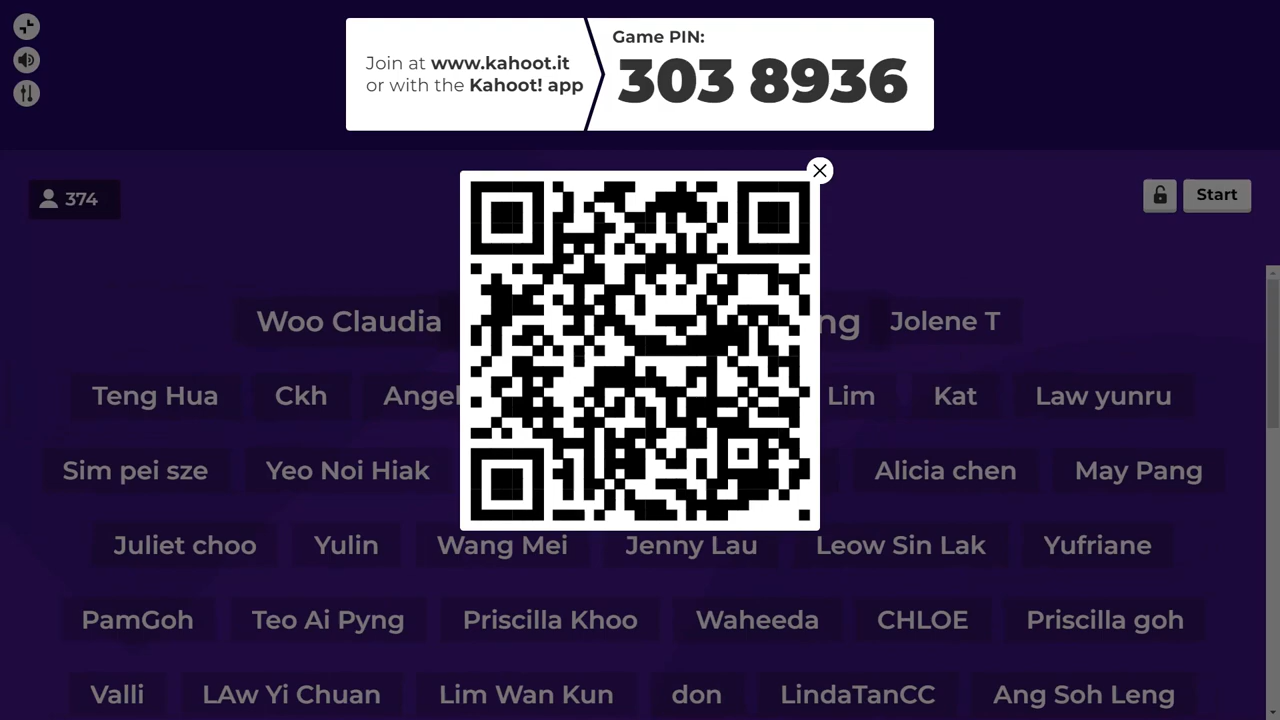 Join at www.kahoot.it
or with the Kahoot! app
Game PIN:
303 8936
374
Start
Woo Claudia
Jolene T
Teng Hua Ckh Lim Kat Law yunru
Sim pei sze Yeo Noi Hiak Alicia chen May Pang
Juliet choo Yulin Wang Mei Jenny Lau Leow Sin Lak Yufriane
PamGoh Teo Ai Pyng Priscilla Khoo Waheeda CHLOE Priscilla goh
Valli LAw Yi Chuan Lim Wan Kun don LindaTanCC Ang Soh Leng